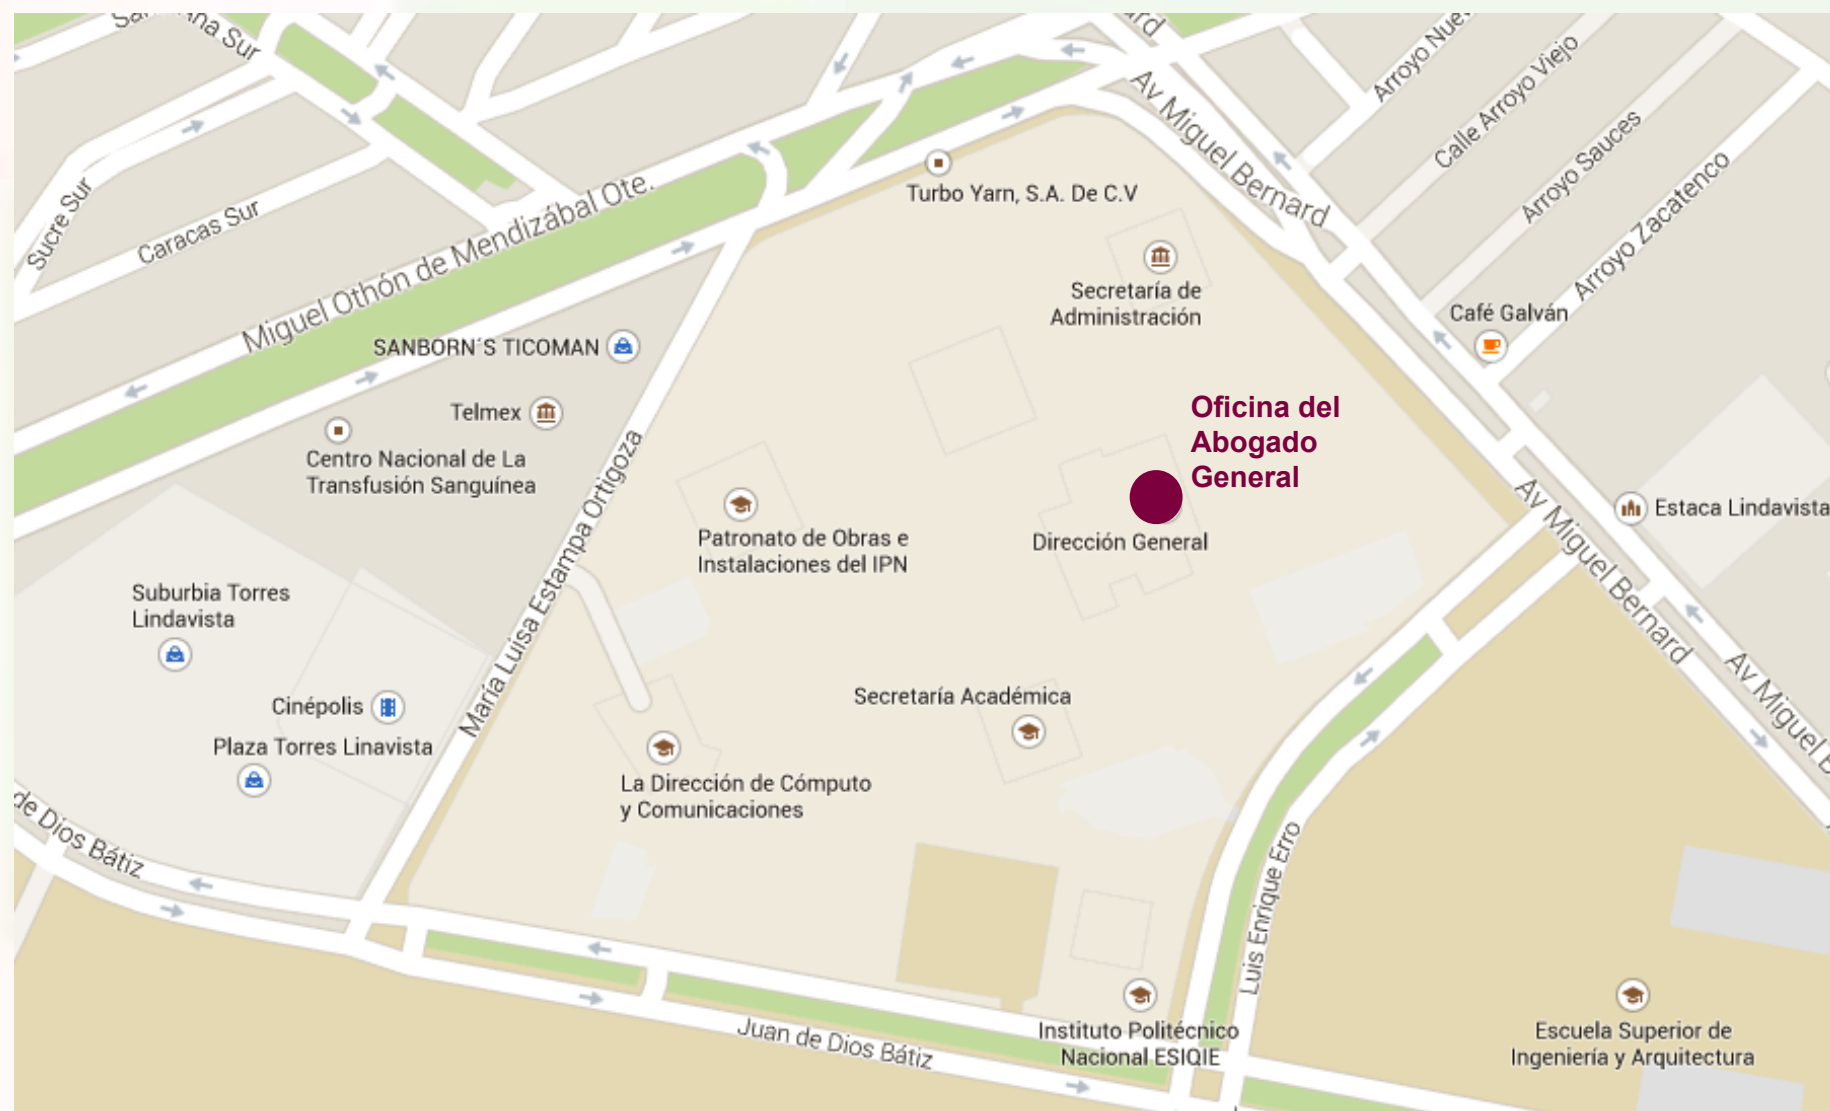 Sur
Av Miguel Bernard
Arroyo Viejo
Calle Arroyo Viejo
Arroyo Sauces
Arroyo Zacatenco
Sucre Sur
Caracas Sur
Miguel Othón de Mendizábal Ote.
Turbo Yarn, S.A. De C.V
Secretaría de
Administración
Café Galván
SANBORN´S TICOMAN
Telmex
Centro Nacional de La
Transfusión Sanguínea
Oficina del
Abogado
General
María Luisa Estampa Ortigoza
Patronato de Obras e
Instalaciones del IPN
Dirección General
Av Miguel Bernard
Estaca Lindavista
Suburbia Torres
Lindavista
Cinépolis
Plaza Torres Linavista
Secretaría Académica
La Dirección de Cómputo
y Comunicaciones
Av Miguel
de Dios Bátiz
Luis Enrique Erro
Juan de Dios Bátiz
Instituto Politécnico
Nacional ESIQIE
Escuela Superior de
Ingeniería y Arquitectura